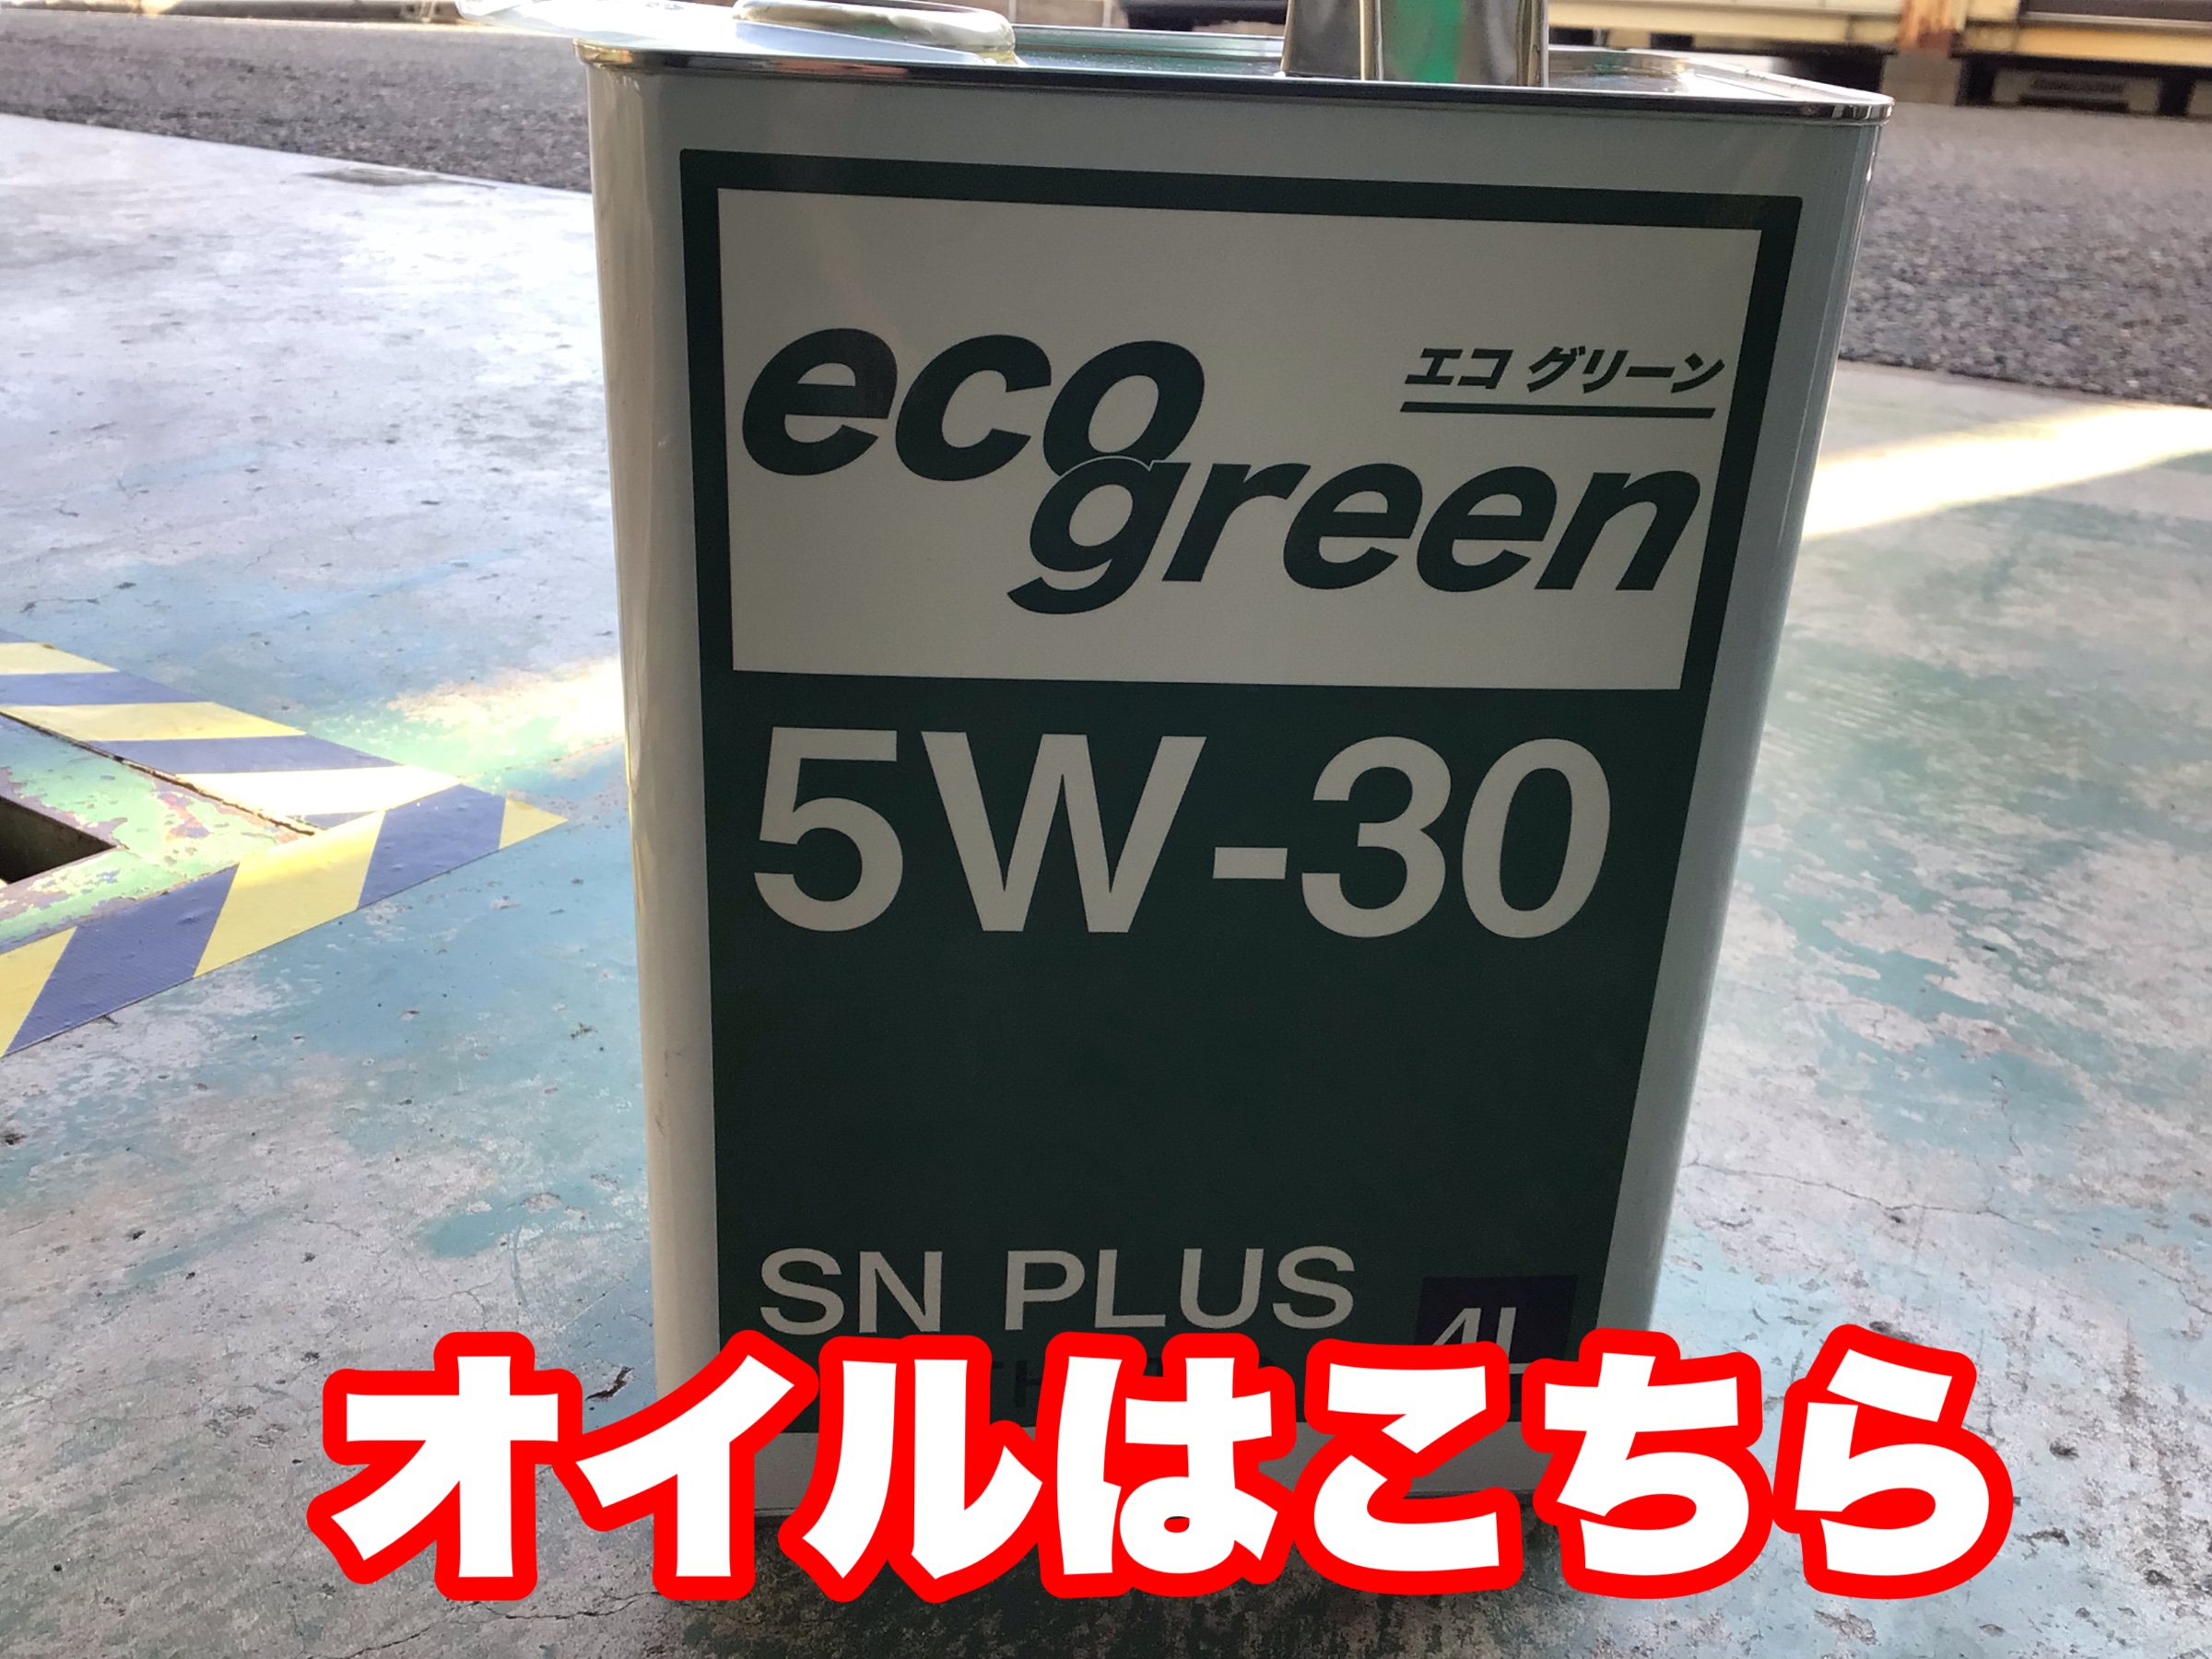 eco
エコ グリーン
green
5W-30
SN PLUS
4L
オイルはこちら